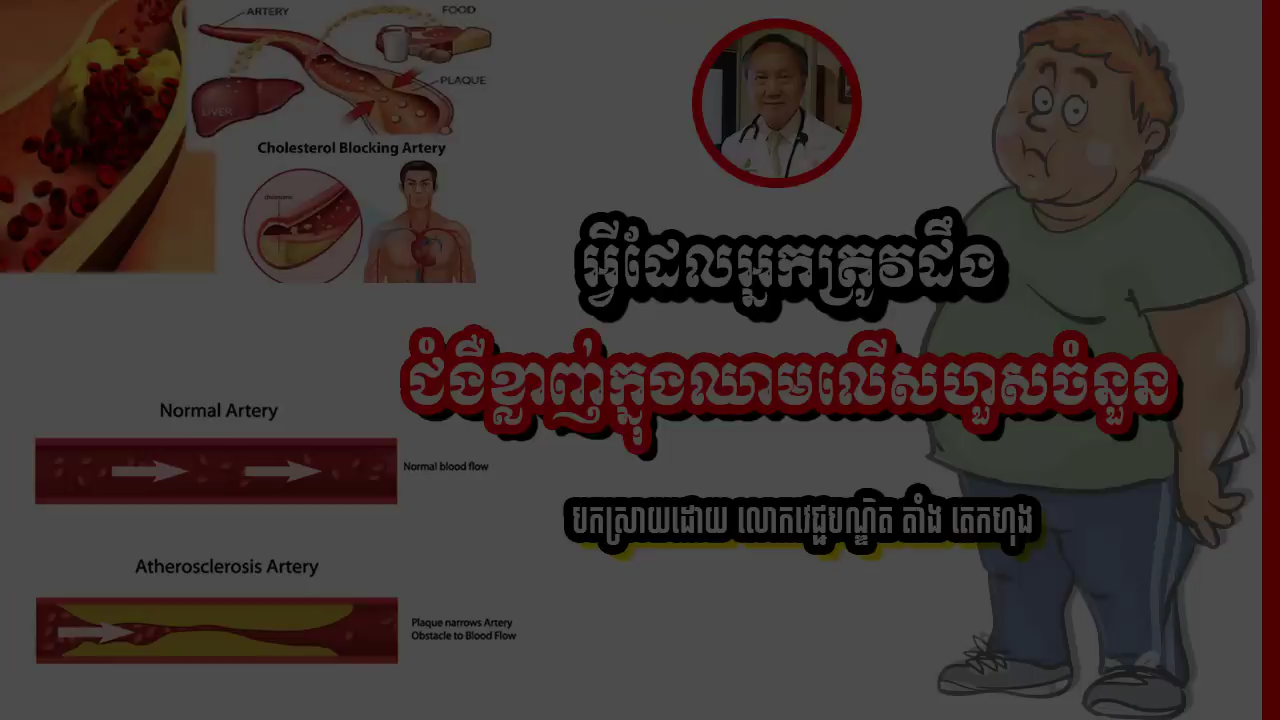 ARTERY
FOOD
PLAQUE
LIVER
Cholesterol Blocking Artery
អ្វីដែលអ្នកត្រូវដឹង
ជំងឺខ្លាញ់ក្នុងឈាមលើសហួសចំនួន
បកស្រាយដោយ លោកវេជ្ជបណ្ឌិត តាំង តេកហុង
Normal Artery
Normal blood flow
Atherosclerosis Artery
Plaque narrows Artery
Obstacle to Blood Flow